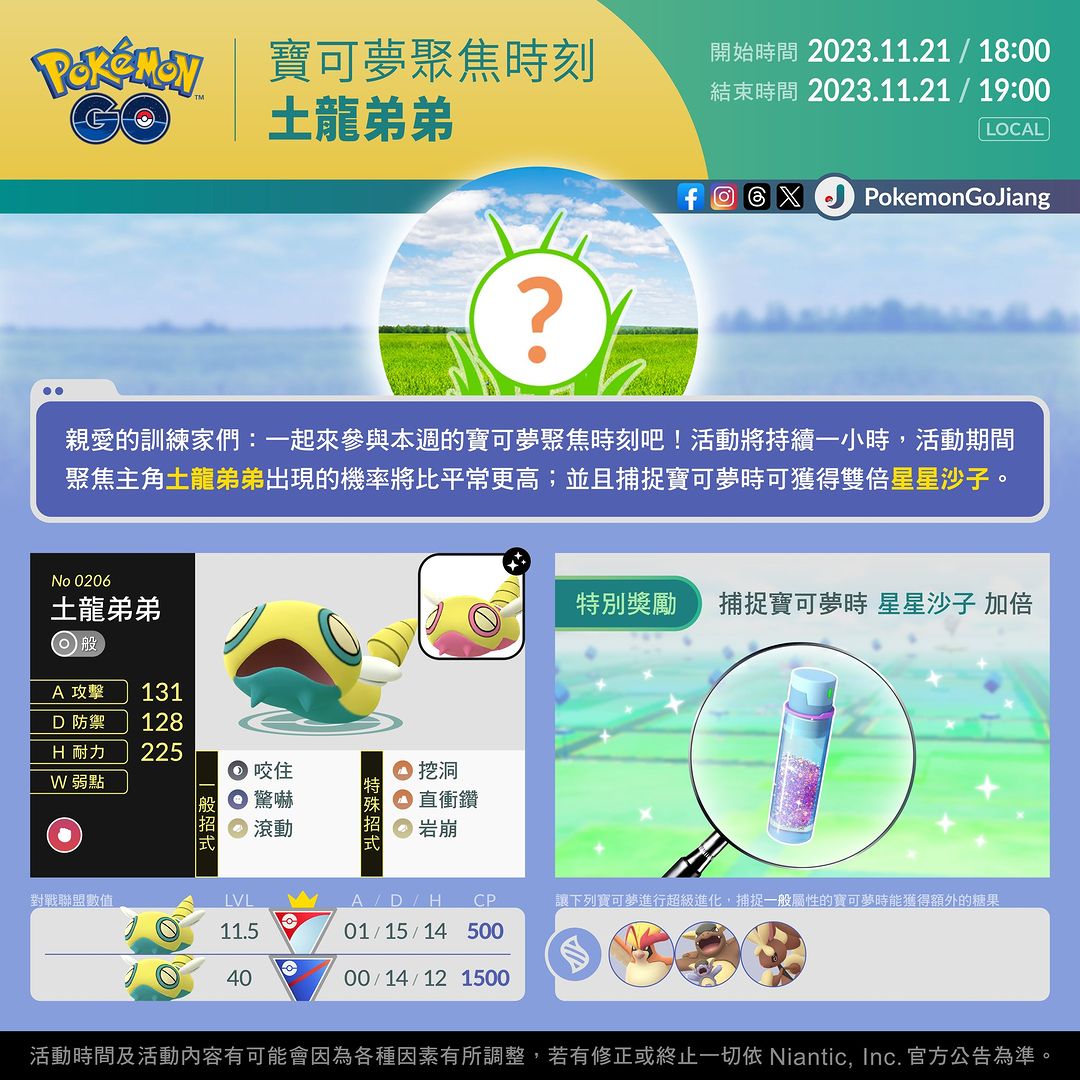 POKÉMON GO
TM
寶可夢聚焦時刻
土龍弟弟
開始時間 2023.11.21 / 18:00
結束時間 2023.11.21 / 19:00
LOCAL
PokemonGoJiang
?
親愛的訓練家們：一起來參與本週的寶可夢聚焦時刻吧！活動將持續一小時，活動期間
聚焦主角土龍弟弟出現的機率將比平常更高；並且捕捉寶可夢時可獲得雙倍星星沙子。
No 0206
土龍弟弟
般
A 攻擊 131
D 防禦 128
H 耐力 225
W 弱點
一般招式
咬住
驚嚇
滾動
特殊招式
挖洞
直衝鑽
岩崩
特別獎勵
捕捉寶可夢時 星星沙子 加倍
對戰聯盟數值 LVL A / D / H CP
11.5 01 / 15 / 14 500
40 00 / 14 / 12 1500
讓下列寶可夢進行超級進化，捕捉一般屬性的寶可夢時能獲得額外的糖果
活動時間及活動內容有可能會因為各種因素有所調整，若有修正或終止一切依 Niantic, Inc. 官方公告為準。